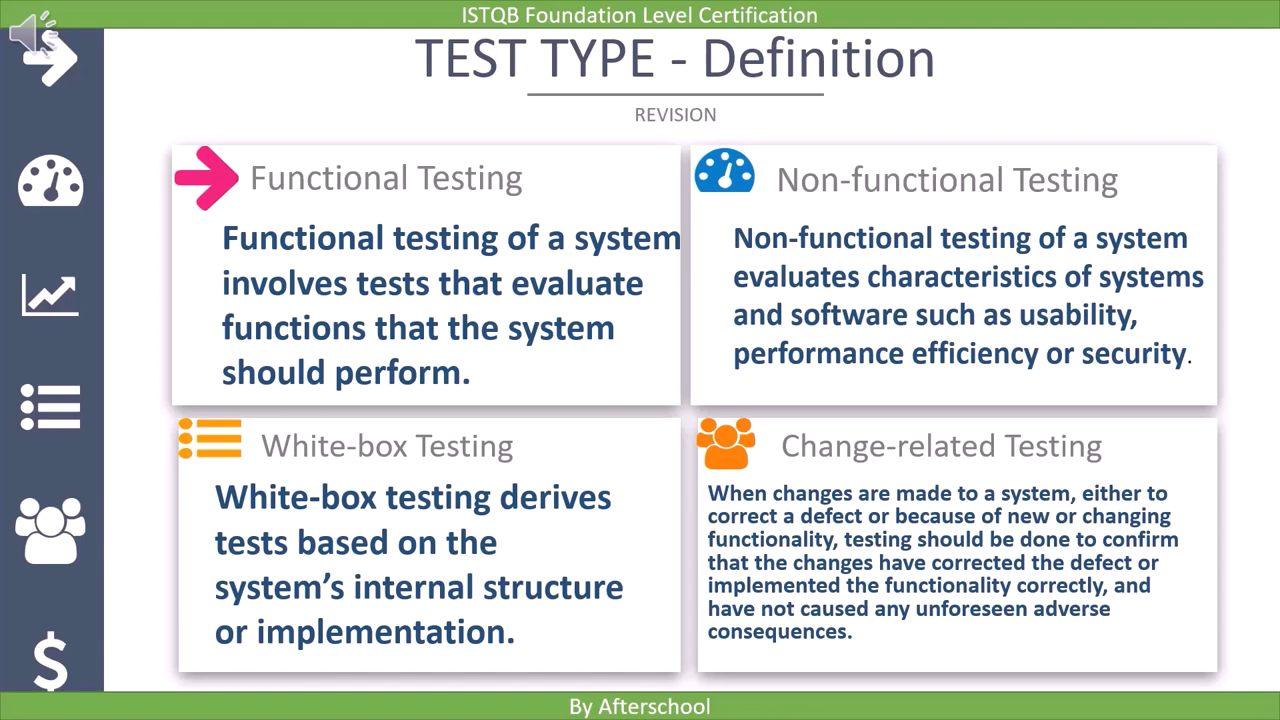 ISTQB Foundation Level Certification
TEST TYPE - Definition
REVISION
Functional Testing
Functional testing of a system
involves tests that evaluate
functions that the system
should perform.
Non-functional Testing
Non-functional testing of a system
evaluates characteristics of systems
and software such as usability,
performance efficiency or security.
White-box Testing
White-box testing derives
tests based on the
system’s internal structure
or implementation.
Change-related Testing
When changes are made to a system, either to
correct a defect or because of new or changing
functionality, testing should be done to confirm
that the changes have corrected the defect or
implemented the functionality correctly, and
have not caused any unforeseen adverse
consequences.
By Afterschool